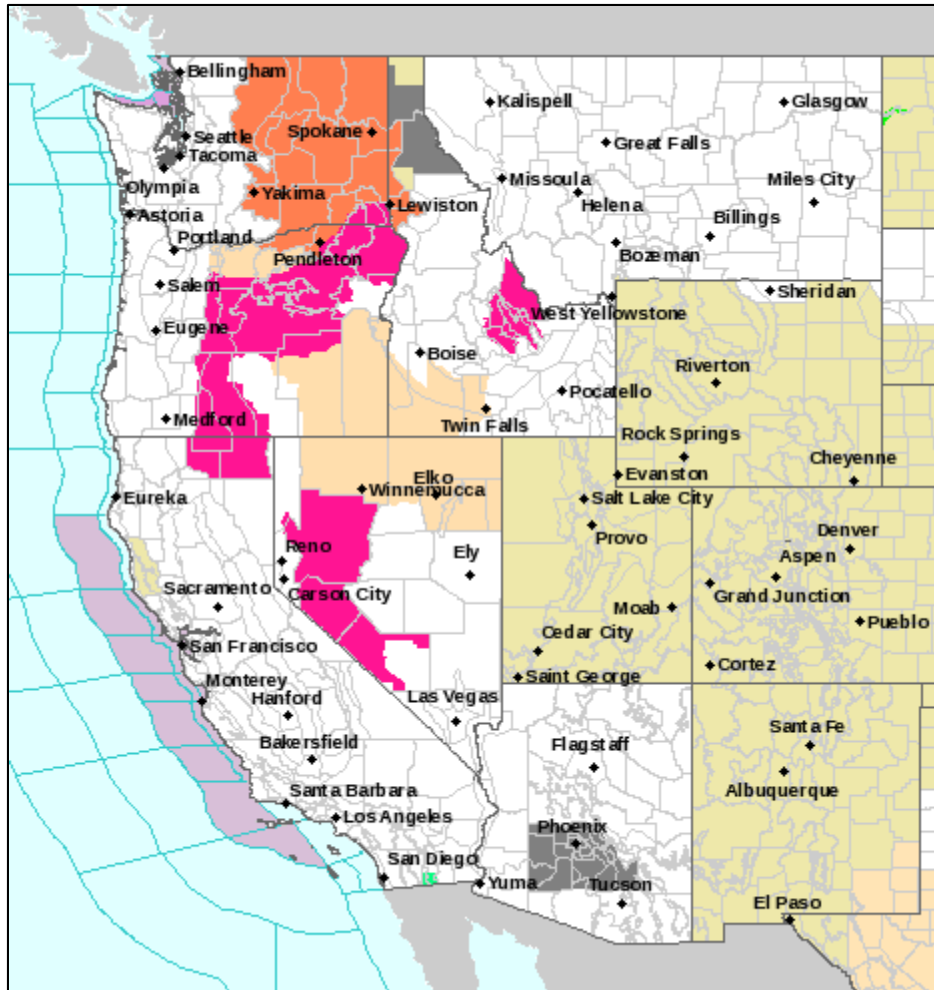 Bellingham
Kalispell
Glasgow
Seattle
Spokane
Great Falls
Tacoma
Missoula
Miles City
Olympia
Yakima
Lewiston
Helena
Billings
Astoria
Portland
Pendleton
Bozeman
Salem
Sheridan
West Yellowstone
Eugene
Boise
Riverton
Pocatello
Medford
Twin Falls
Rock Springs
Cheyenne
Elko
Evanston
Winnemucca
Eureka
Salt Lake City
Denver
Provo
Reno
Ely
Aspen
Sacramento
Carson City
Grand Junction
Moab
Pueblo
Cedar City
San Francisco
Cortez
Saint George
Monterey
Hanford
Las Vegas
Santa Fe
Bakersfield
Flagstaff
Albuquerque
Santa Barbara
Los Angeles
Phoenix
San Diego
Yuma
Tucson
El Paso